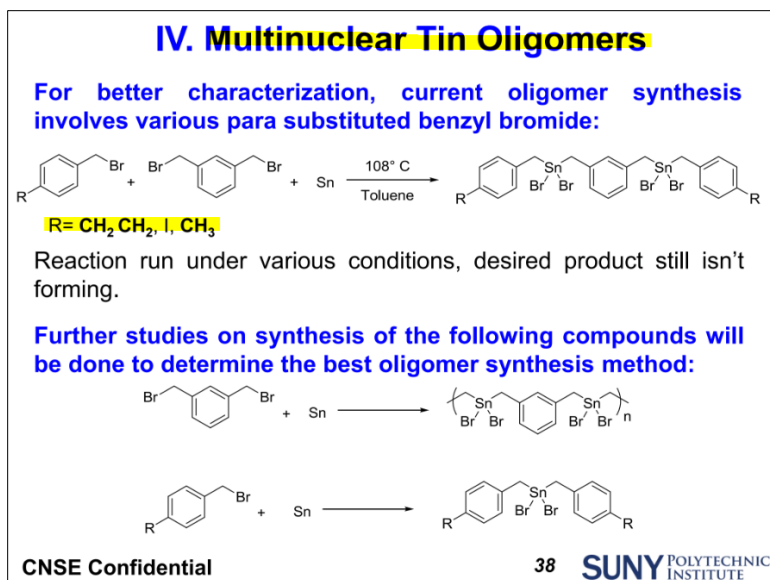 IV. Multinuclear Tin Oligomers
For better characterization, current oligomer synthesis
involves various para substituted benzyl bromide:
Br
R
+
Br
Br
+
Sn
108° C
Toluene
Sn
Br Br
Sn
Br Br
R
R
R= CH₂ CH₂, I, CH₃
Reaction run under various conditions, desired product still isn't
forming.
Further studies on synthesis of the following compounds will
be done to determine the best oligomer synthesis method:
Br
Br
+
Sn
Sn
Br Br
Sn
Br Br
n
Br
R
+
Sn
Sn
Br Br
R
R
CNSE Confidential
38
SUNY POLYTECHNIC
INSTITUTE